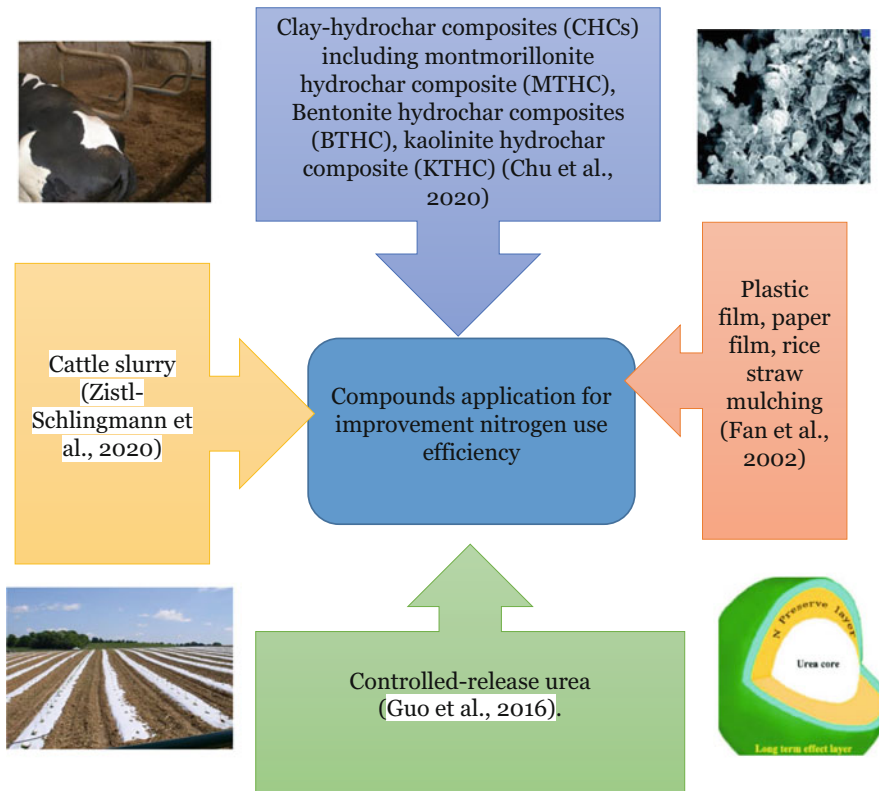 Clay-hydrochar composites (CHCs)
including montmorillonite
hydrochar composite (MTHC),
Bentonite hydrochar composites
(BTHC), kaolinite hydrochar
composite (KTHC) (Chu et al.,
2020)
Cattle slurry
(Zistl-
Schlingmann et
al., 2020)
Compounds application for
improvement nitrogen use
efficiency
Plastic
film, paper
film, rice
straw
mulching
(Fan et al.,
2002)
Controlled-release urea
(Guo et al., 2016).
N Preserve layer
Urea core
Long term effect layer